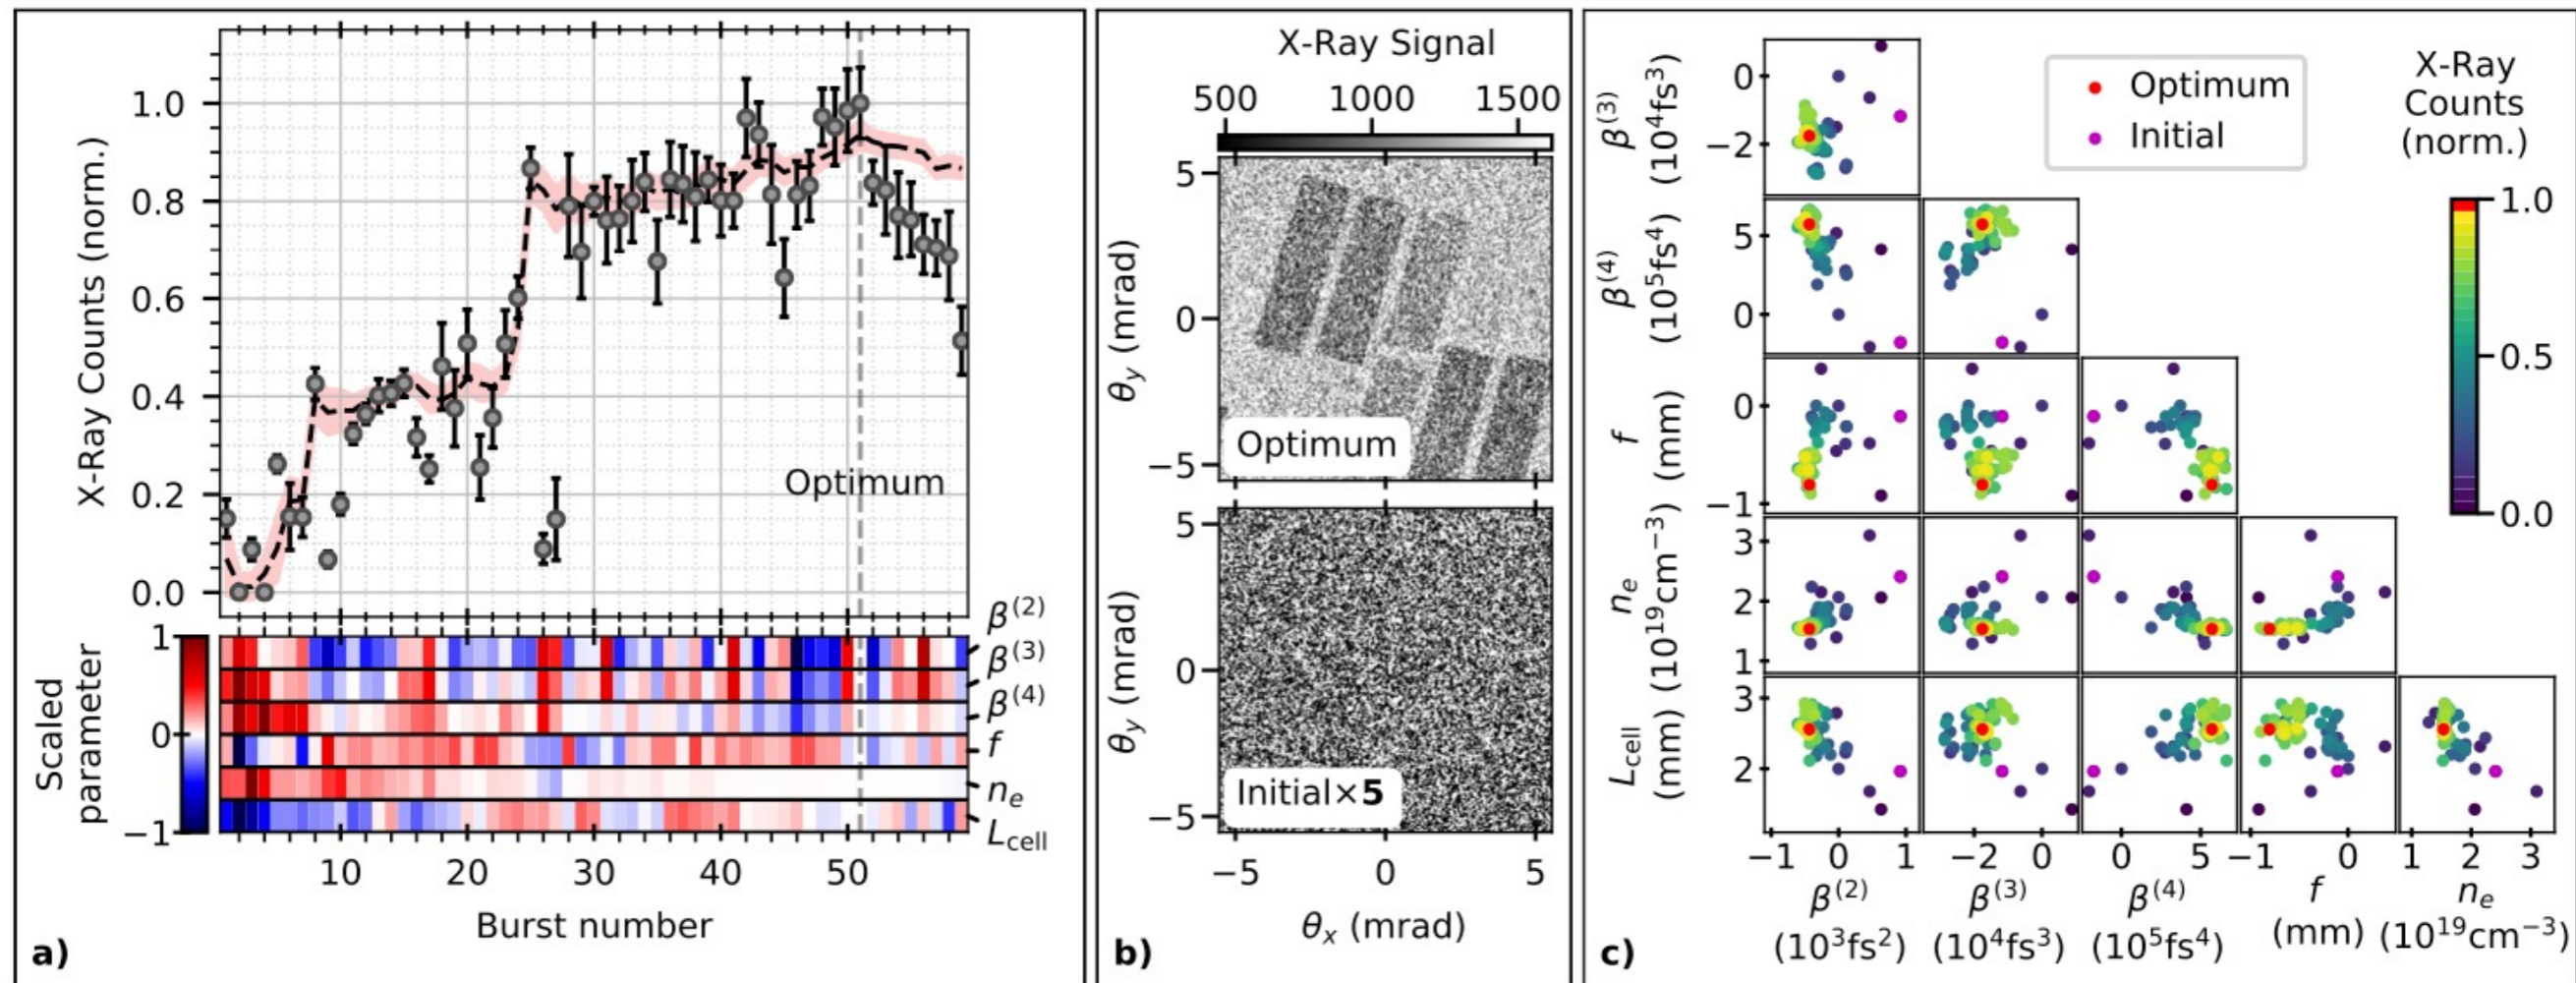 X-Ray Counts (norm.)
1.0
0.8
0.6
0.4
0.2
0.0
Optimum
Scaled
parameter
1
0
−1
β(2)
β(3)
β(4)
f
nₑ
L_cell
10 20 30 40 50
Burst number
a)
X-Ray Signal
500 1000 1500
θy (mrad)
5
0
−5
Optimum
θy (mrad)
5
0
−5
Initial×5
−5 0 5
θx (mrad)
b)
Optimum
Initial
X-Ray
Counts
(norm.)
1.0
0.5
0.0
β(3)
(10⁴fs³)
0
−2
β(4)
(10⁵fs⁴)
5
0
f
(mm)
0
−1
nₑ
(10¹⁹cm⁻³)
3
2
1
L_cell
(mm)
3
2
−1 0 1 −2 0 0 5 −1 0 1 2 3
β(2) β(3) β(4) f nₑ
(10³fs²) (10⁴fs³) (10⁵fs⁴) (mm) (10¹⁹cm⁻³)
c)